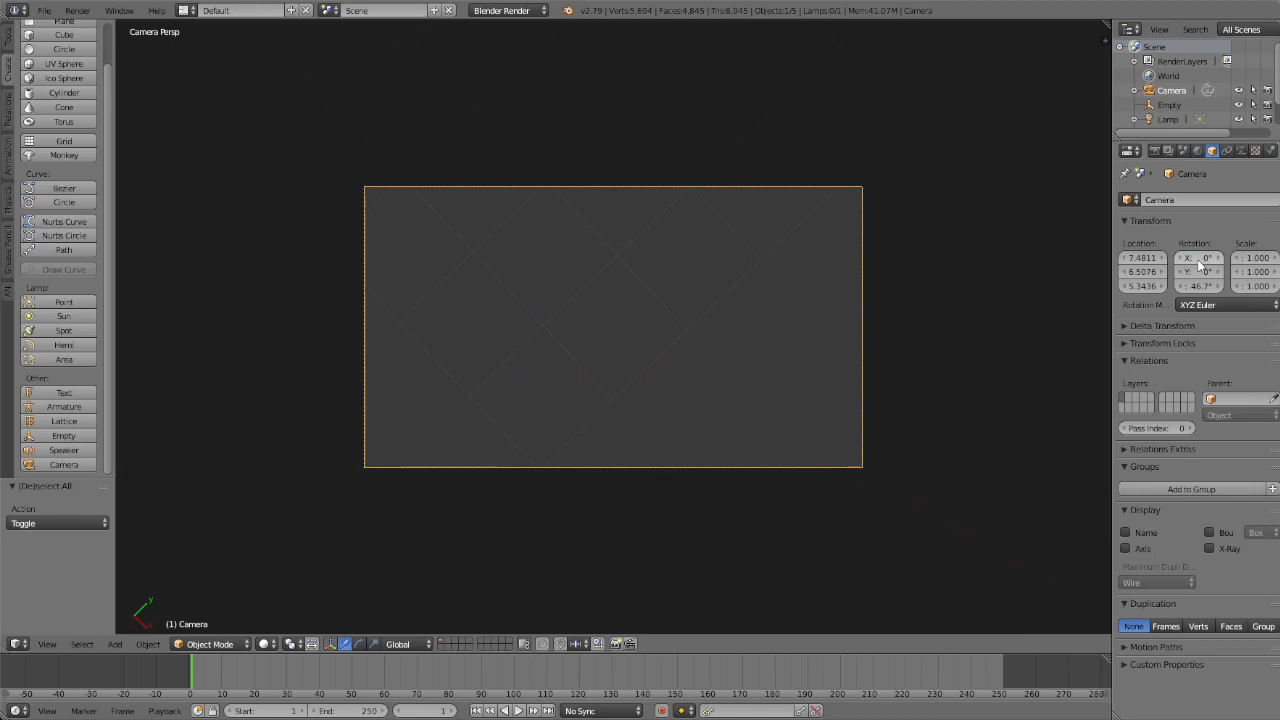 File Render Window Help Default Scene Blender Render v2.79 | Verts:5,694 | Faces:4,845 | Tris:8,945 | Objects:1/5 | Lamps:0/1 | Mem:41.07M | Camera
Camera Persp
Tools
Create
Relations
Animation
Physics
Grease Pencil
AN
Plane
Cube
Circle
UV Sphere
Ico Sphere
Cylinder
Cone
Torus
Grid
Monkey
Curve:
Bezier
Circle
Nurbs Curve
Nurbs Circle
Path
Draw Curve
Lamp:
Point
Sun
Spot
Hemi
Area
Other:
Text
Armature
Lattice
Empty
Speaker
Camera
(De)select All
Action
Toggle
y
(1) Camera
View Select Add Object Object Mode Global
-50 -40 -30 -20 -10 0 10 20 30 40 50 60 70 80 90 100 110 120 130 140 150 160 170 180 190 200 210 220 230 240 250 260 270 280
View Marker Frame Playback Start: 1 End: 250 1 No Sync
View Search All Scenes
Scene
RenderLayers
World
Camera
Empty
Lamp
Camera
Camera
Transform
Location: Rotation: Scale:
7.4811 X: 0° : 1.000
6.5076 Y: 0° : 1.000
5.3436 : 46.7° : 1.000
Rotation M... XYZ Euler
Delta Transform
Transform Locks
Relations
Layers: Parent:
Object
Pass Index: 0
Relations Extras
Groups
Add to Group
Display
Name Bou Box
Axis X-Ray
Maximum Dupli D...
Wire
Duplication
None Frames Verts Faces Group
Motion Paths
Custom Properties